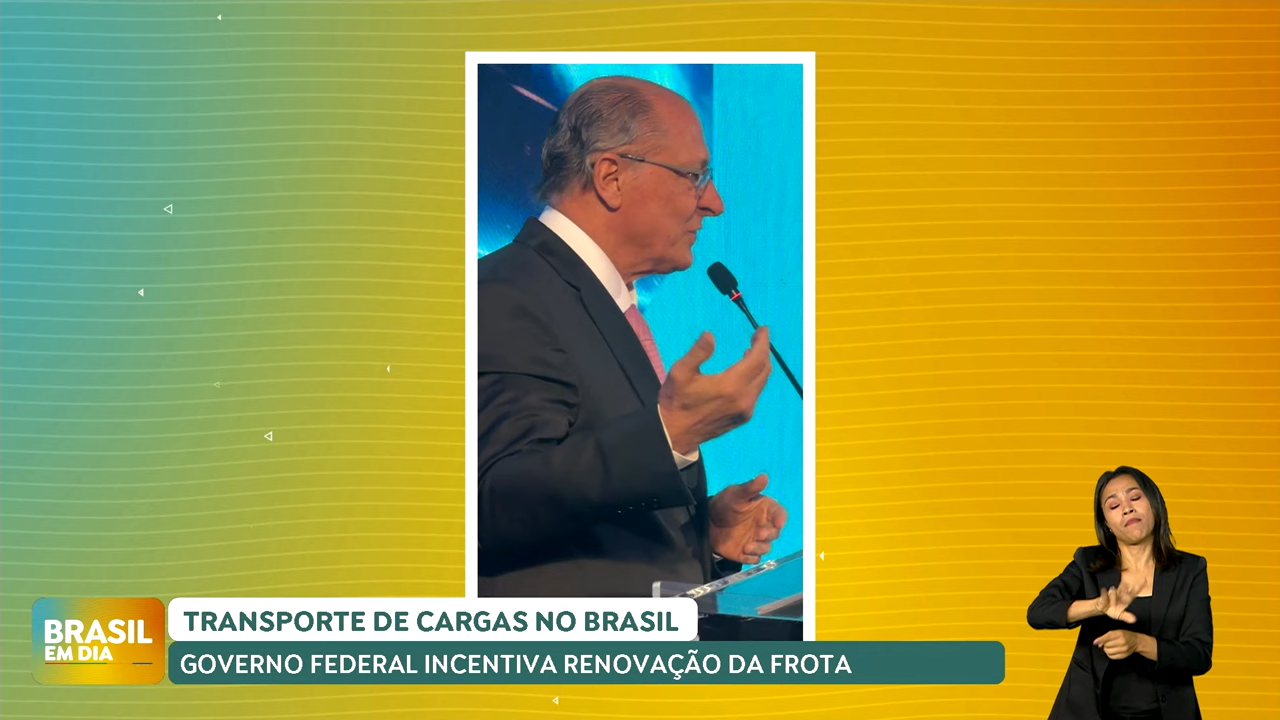 TRANSPORTE DE CARGAS NO BRASIL
BRASIL
EM DIA
GOVERNO FEDERAL INCENTIVA RENOVAÇÃO DA FROTA